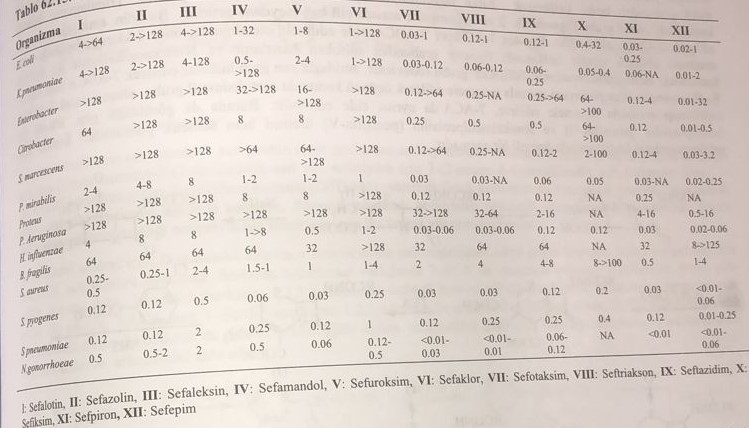 Tablo 62.
Organizma I II III IV V VI VII VIII IX X XI XII
E.coli 4->64 2->128 4->128 1-32 1-8 1->128 0.03-1 0.12-1 0.12-1 0.4-32 0.03- 0.02-1
0.25
K.pneumoniae 4->128 2->128 4-128 0.5- 2-4 1->128 0.03-0.12 0.06-0.12 0.06- 0.05-0.4 0.06-NA 0.01-2
>128 0.25
Enterobacter >128 >128 >128 32->128 16- >128 0.12->64 0.25-NA 0.25->64 64- 0.12-4 0.01-32
>128 >100
Citrobacter 64 >128 >128 8 8 >128 0.25 0.5 0.5 64- 0.12 0.01-0.5
>100
S. marcescens >128 >128 >128 >64 64- >128 0.12->64 0.25-NA 0.12-2 2-100 0.12-4 0.03-3.2
>128
P. mirabilis 2-4 4-8 8 1-2 1-2 1 0.03 0.03-NA 0.06 0.05 0.03-NA 0.02-0.25
Proteus >128 >128 >128 8 8 >128 0.12 0.12 0.12 NA 0.25 NA
P. Aeruginosa >128 >128 >128 >128 >128 >128 32->128 32-64 2-16 NA 4-16 0.5-16
H. influenzae 4 8 8 1->8 0.5 1-2 0.03-0.06 0.03-0.06 0.12 0.12 0.03 0.02-0.06
B. fragilis 64 64 64 64 32 >128 32 64 64 NA 32 8->125
S. aureus 0.25- 0.25-1 2-4 1.5-1 1 1-4 2 4 4-8 8->100 0.5 1-4
0.5
S. pyogenes 0.12 0.12 0.5 0.06 0.03 0.25 0.03 0.03 0.12 0.2 0.03 <0.01-
0.06
S.pneumoniae 0.12 0.12 2 0.25 0.12 1 0.12 0.25 0.25 0.4 0.12 0.01-0.25
N.gonorrhoeae 0.5 0.5-2 2 0.5 0.06 0.12- <0.01- <0.01- 0.06- NA <0.01 <0.01-
0.5 0.03 0.01 0.12 0.06
I: Sefalotin, II: Sefazolin, III: Sefaleksin, IV: Sefamandol, V: Sefuroksim, VI: Sefaklor, VII: Sefotaksim, VIII: Seftriakson, IX: Seftazidim, X:
Sefiksim, XI: Sefpiron, XII: Sefepim